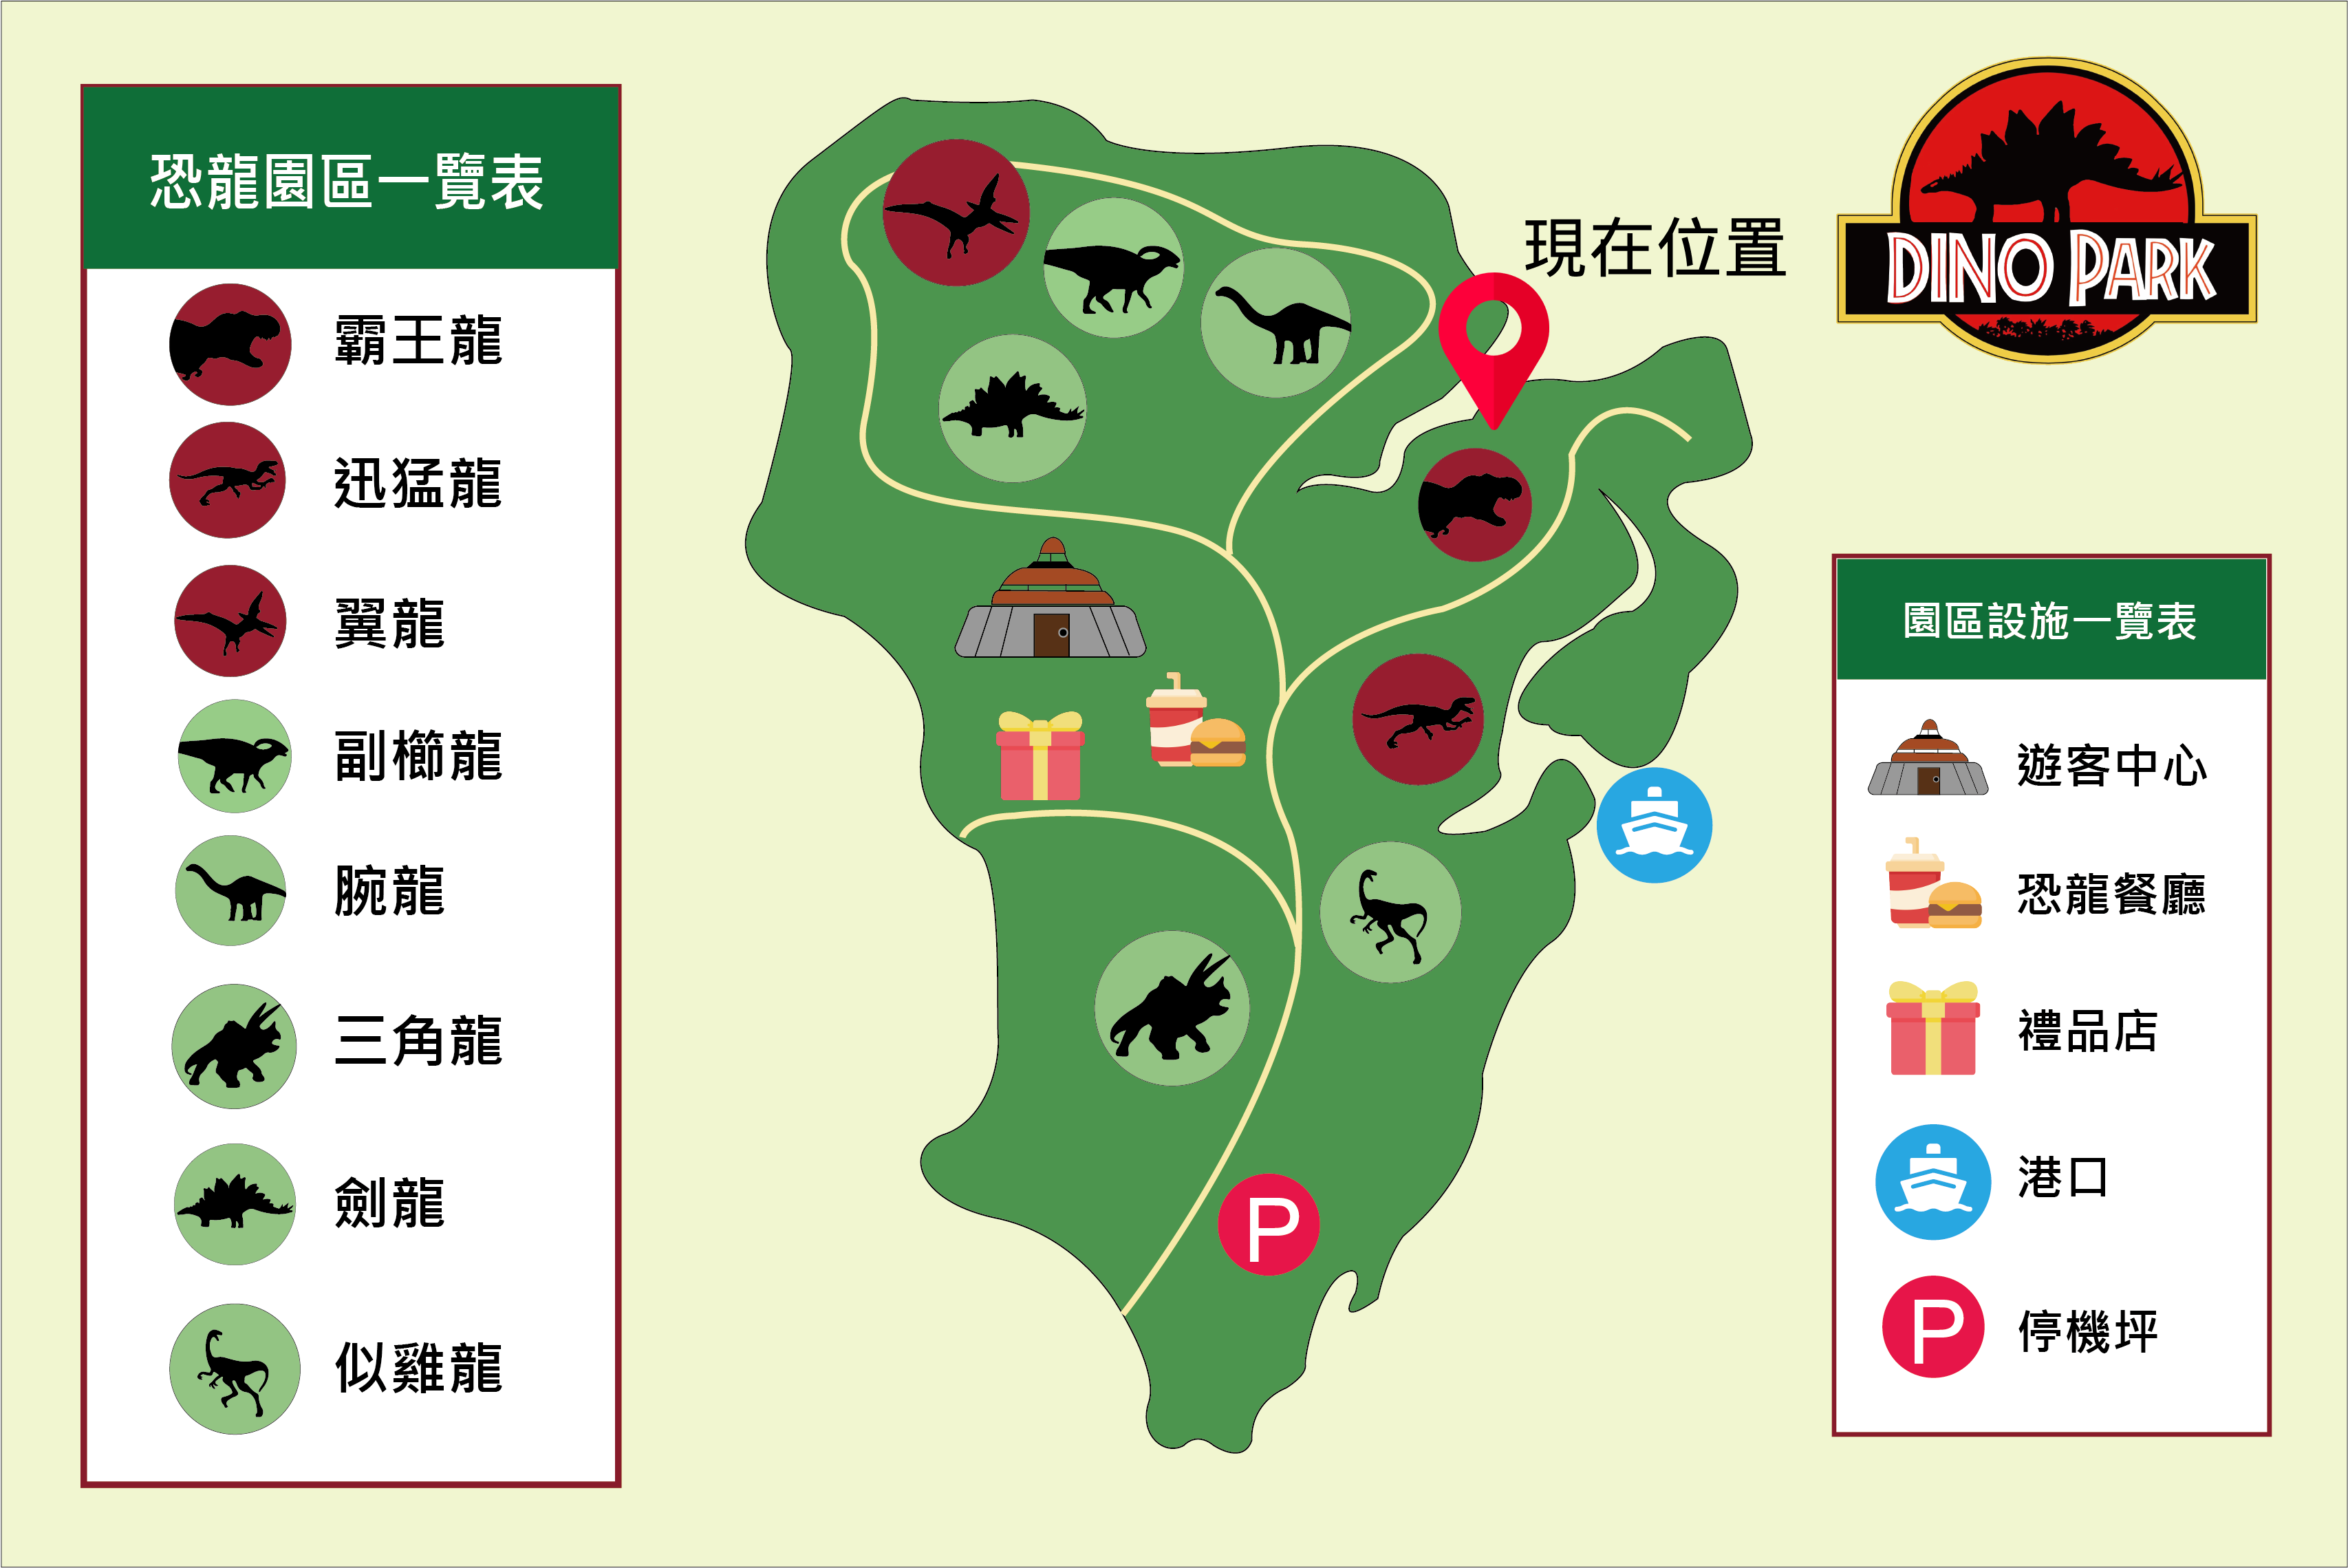 恐龍園區一覽表
霸王龍
迅猛龍
翼龍
副櫛龍
腕龍
三角龍
劍龍
似雞龍
現在位置
P
DINO PARK
園區設施一覽表
遊客中心
恐龍餐廳
禮品店
港口
P 停機坪